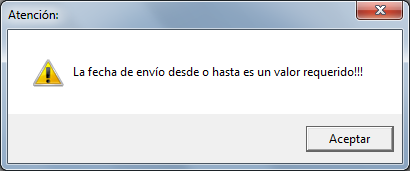 Atención:
La fecha de envío desde o hasta es un valor requerido!!!
Aceptar